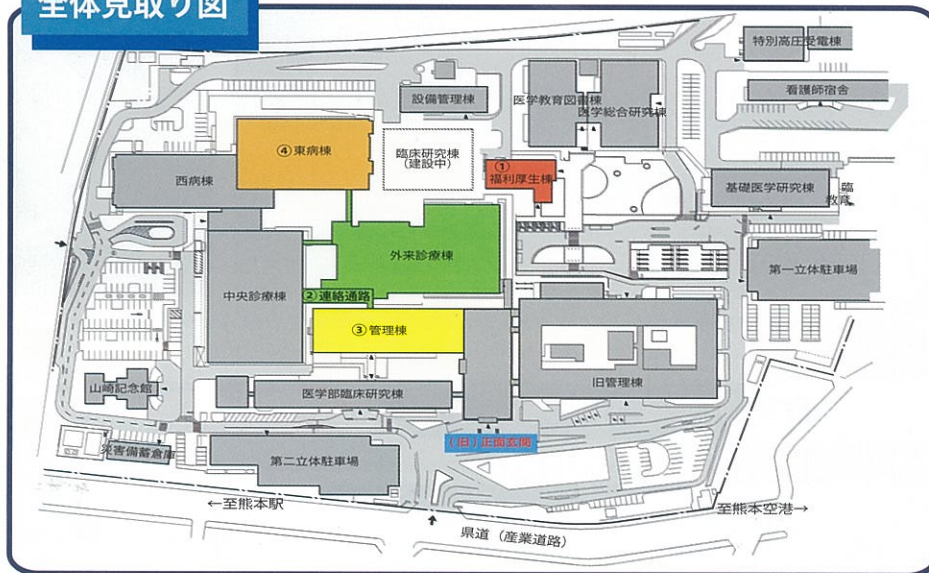 全体見取り図
特別高圧受電棟
看護師宿舎
設備管理棟
医学教育図書棟
医学総合研究棟
④東病棟
臨床研究棟
(建設中)
①
福利厚生棟
西病棟
基礎医学研究棟
臨
教育
外来診療棟
第一立体駐車場
中央診療棟
②連絡通路
③管理棟
旧管理棟
山崎記念館
医学部臨床研究棟
(旧)正面玄関
災害備蓄倉庫
第二立体駐車場
←至熊本駅
至熊本空港→
県道（産業道路）